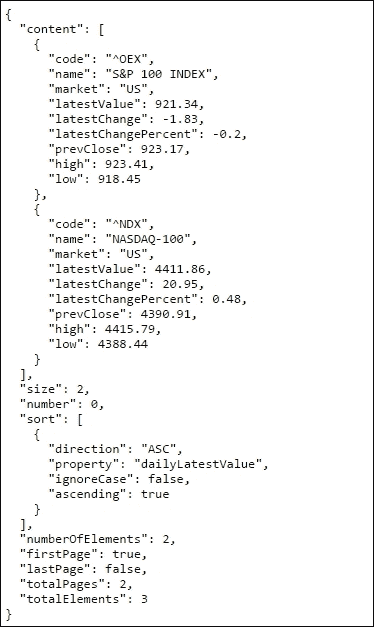 {
  "content": [
    {
      "code": "^OEX",
      "name": "S&P 100 INDEX",
      "market": "US",
      "latestValue": 921.34,
      "latestChange": -1.83,
      "latestChangePercent": -0.2,
      "prevClose": 923.17,
      "high": 923.41,
      "low": 918.45
    },
    {
      "code": "^NDX",
      "name": "NASDAQ-100",
      "market": "US",
      "latestValue": 4411.86,
      "latestChange": 20.95,
      "latestChangePercent": 0.48,
      "prevClose": 4390.91,
      "high": 4415.79,
      "low": 4388.44
    }
  ],
  "size": 2,
  "number": 0,
  "sort": [
    {
      "direction": "ASC",
      "property": "dailyLatestValue",
      "ignoreCase": false,
      "ascending": true
    }
  ],
  "numberOfElements": 2,
  "firstPage": true,
  "lastPage": false,
  "totalPages": 2,
  "totalElements": 3
}